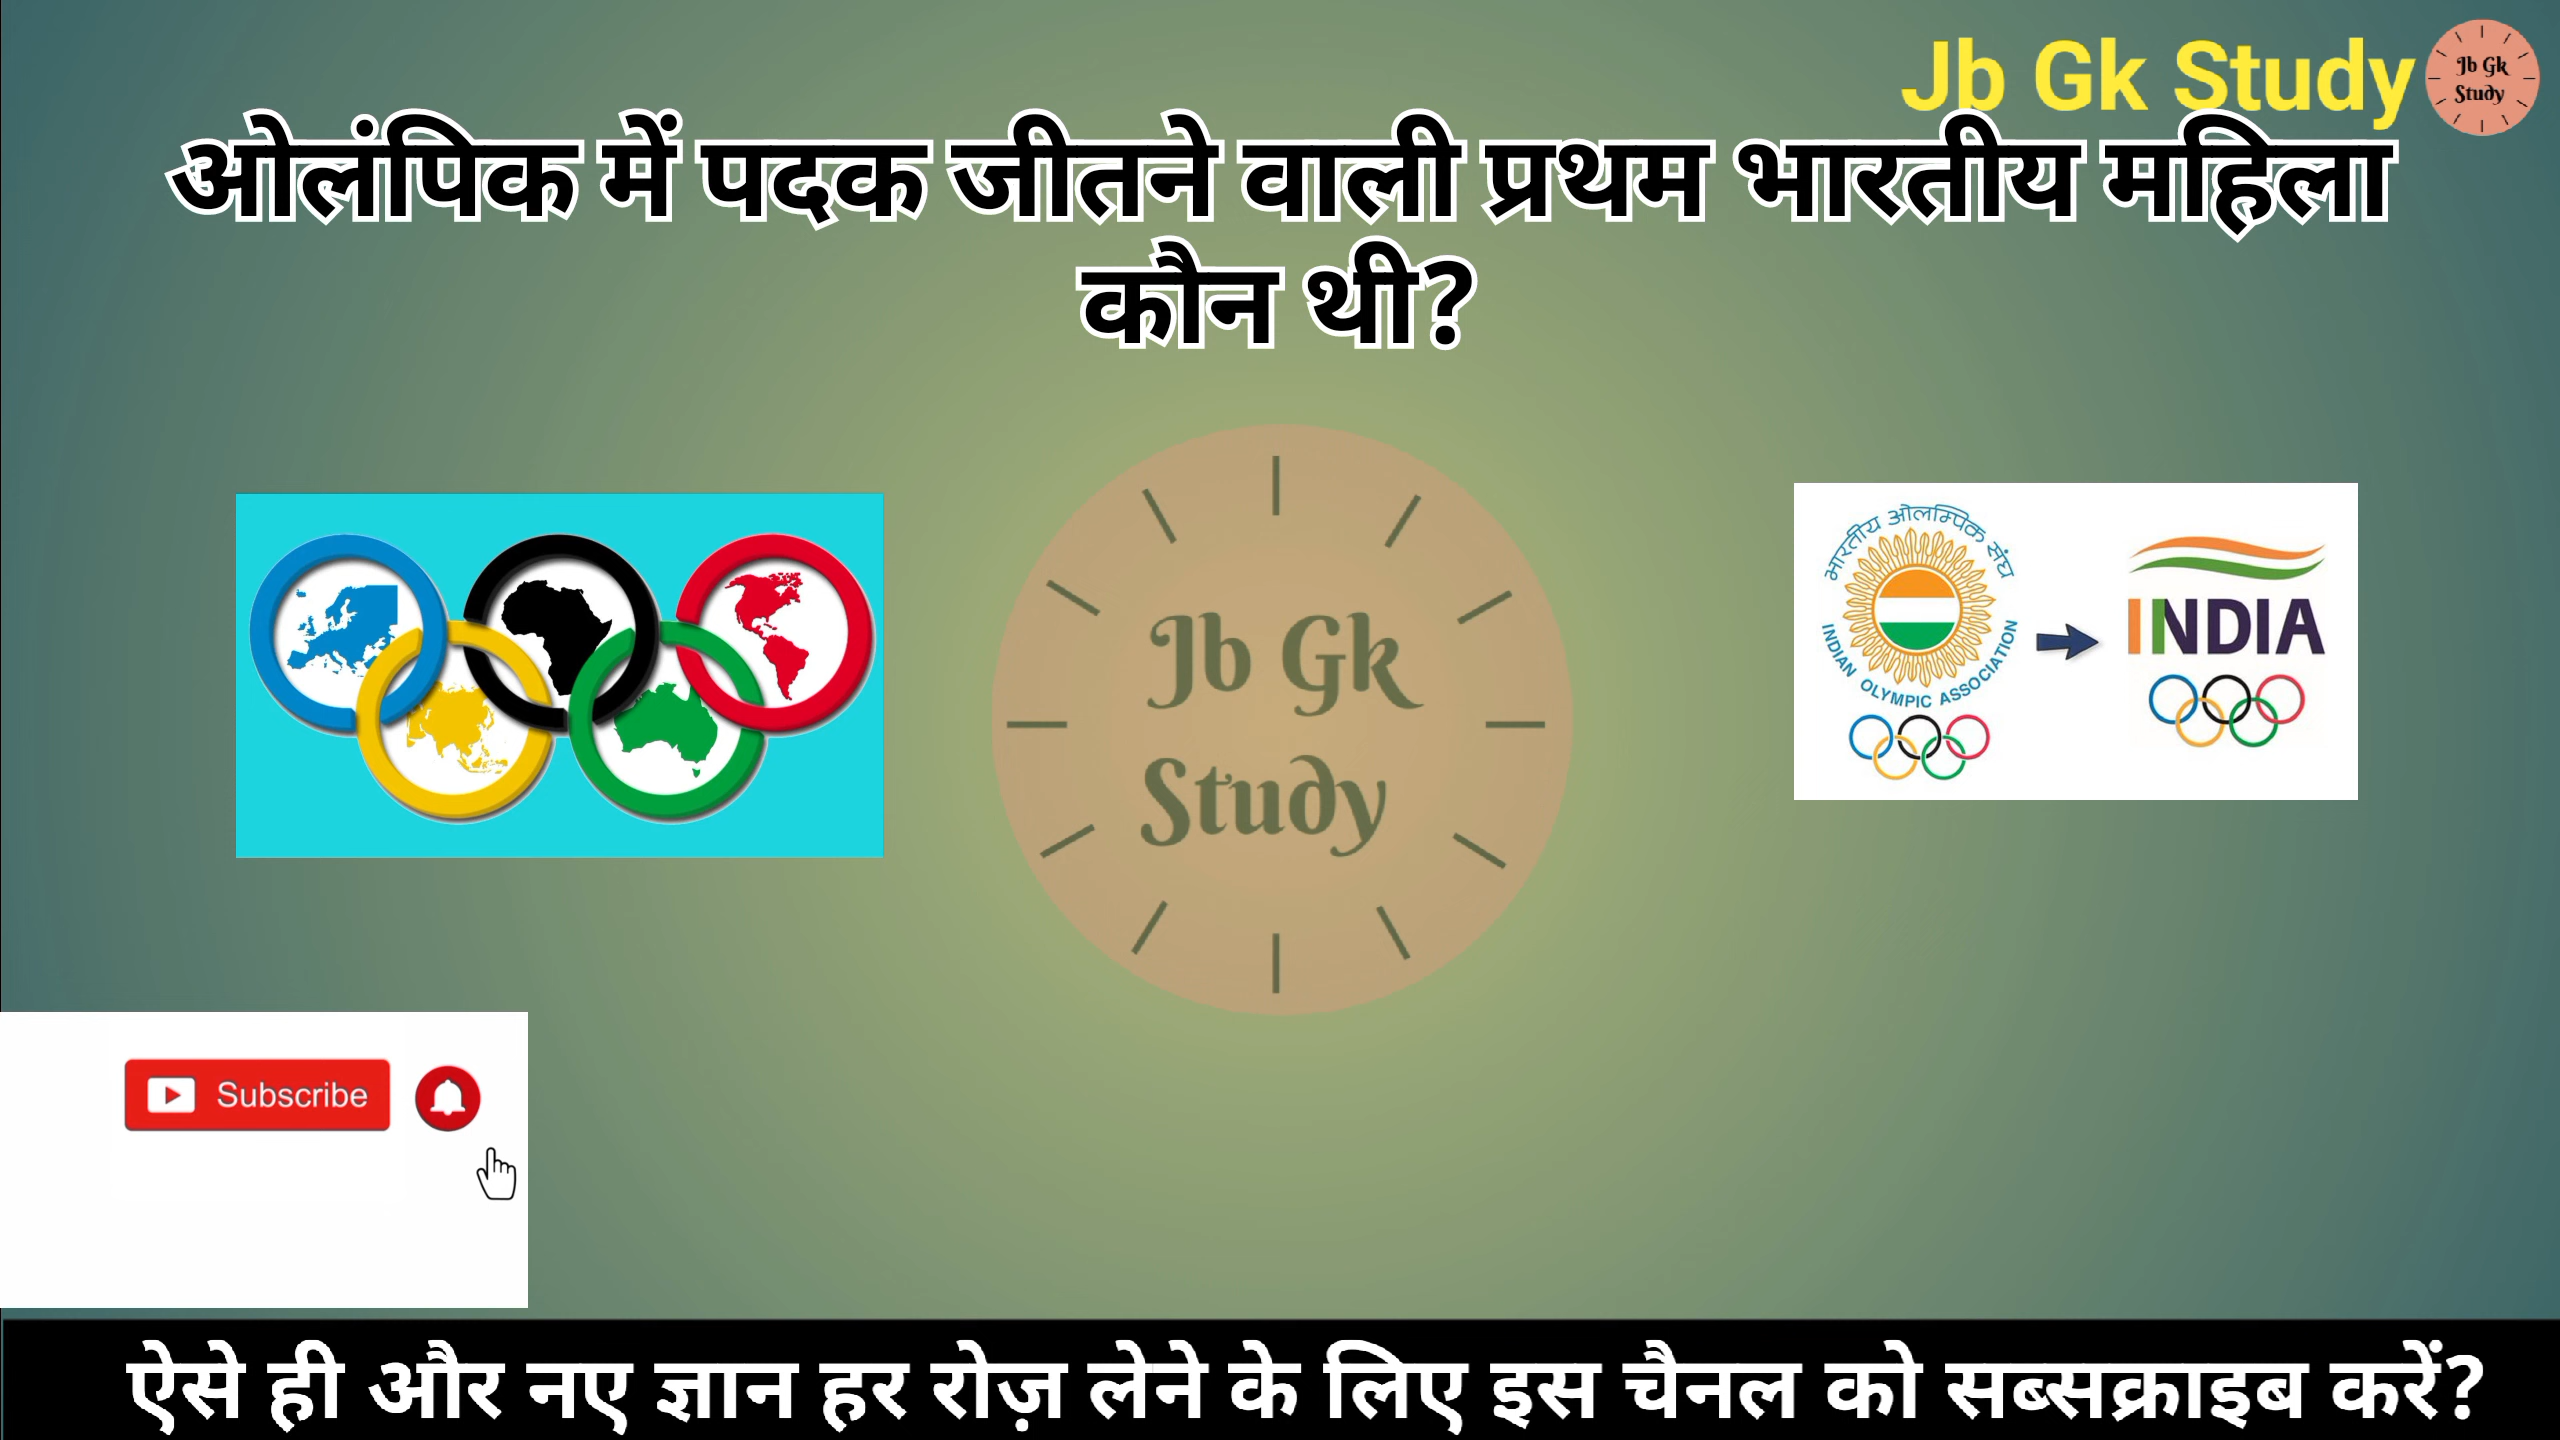 Jb Gk Study
Jb Gk
Study
ओलंपिक में पदक जीतने वाली प्रथम भारतीय महिला
कौन थी?
Jb Gk
Study
भारतीय ओलम्पिक संघ
INDIAN OLYMPIC ASSOCIATION
INDIA
Subscribe
ऐसे ही और नए ज्ञान हर रोज़ लेने के लिए इस चैनल को सब्सक्राइब करें?